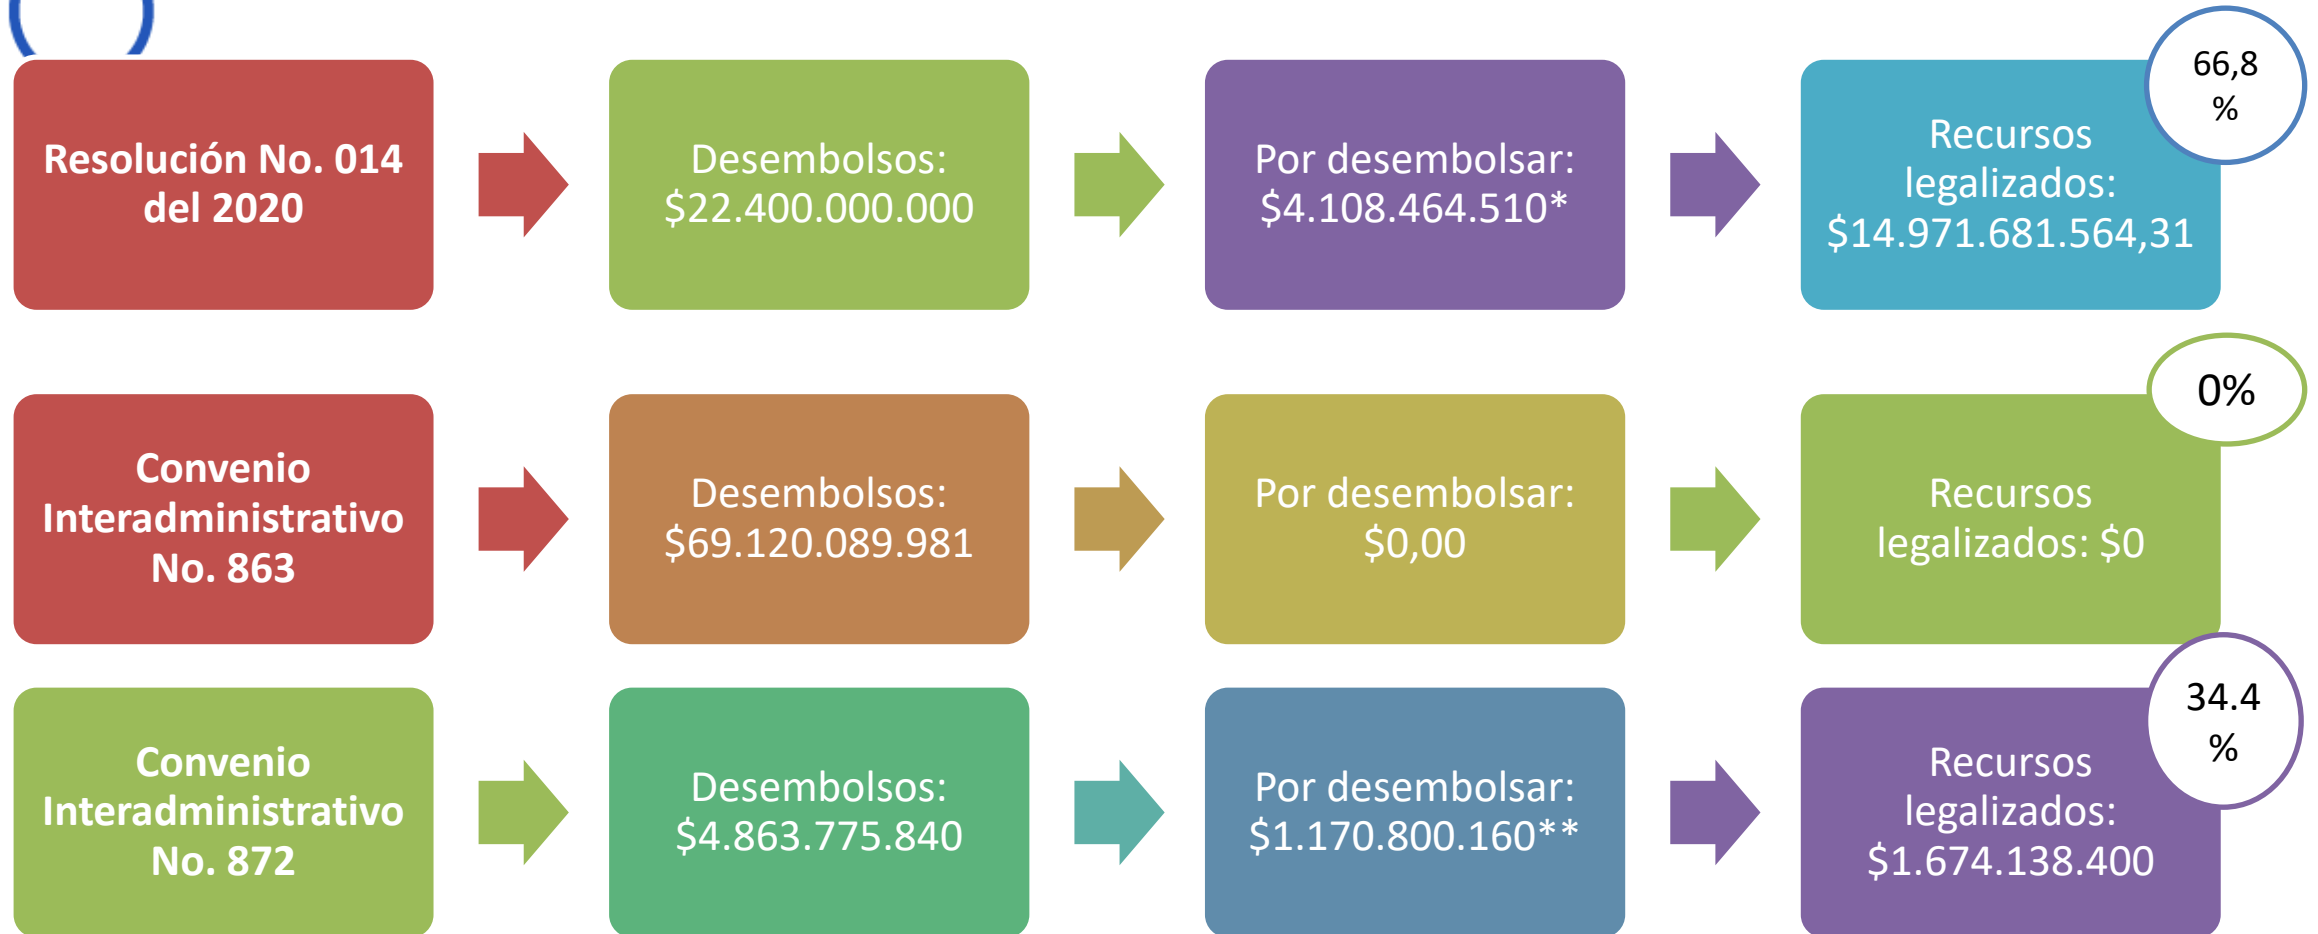 Resolución No. 014
del 2020
Desembolsos:
$22.400.000.000
Por desembolsar:
$4.108.464.510*
Recursos
legalizados:
$14.971.681.564,31
66,8
%
Convenio
Interadministrativo
No. 863
Desembolsos:
$69.120.089.981
Por desembolsar:
$0,00
Recursos
legalizados: $0
0%
Convenio
Interadministrativo
No. 872
Desembolsos:
$4.863.775.840
Por desembolsar:
$1.170.800.160**
Recursos
legalizados:
$1.674.138.400
34.4
%